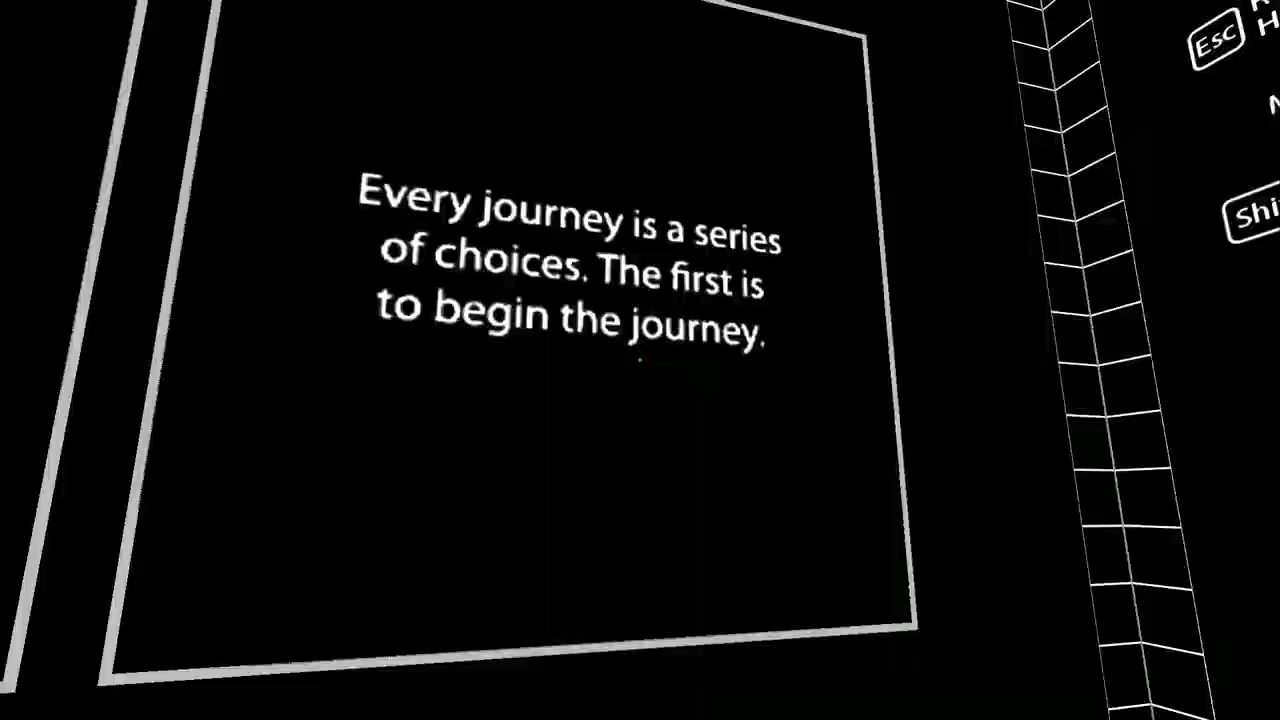 Every journey is a series
of choices. The first is
to begin the journey.
Esc